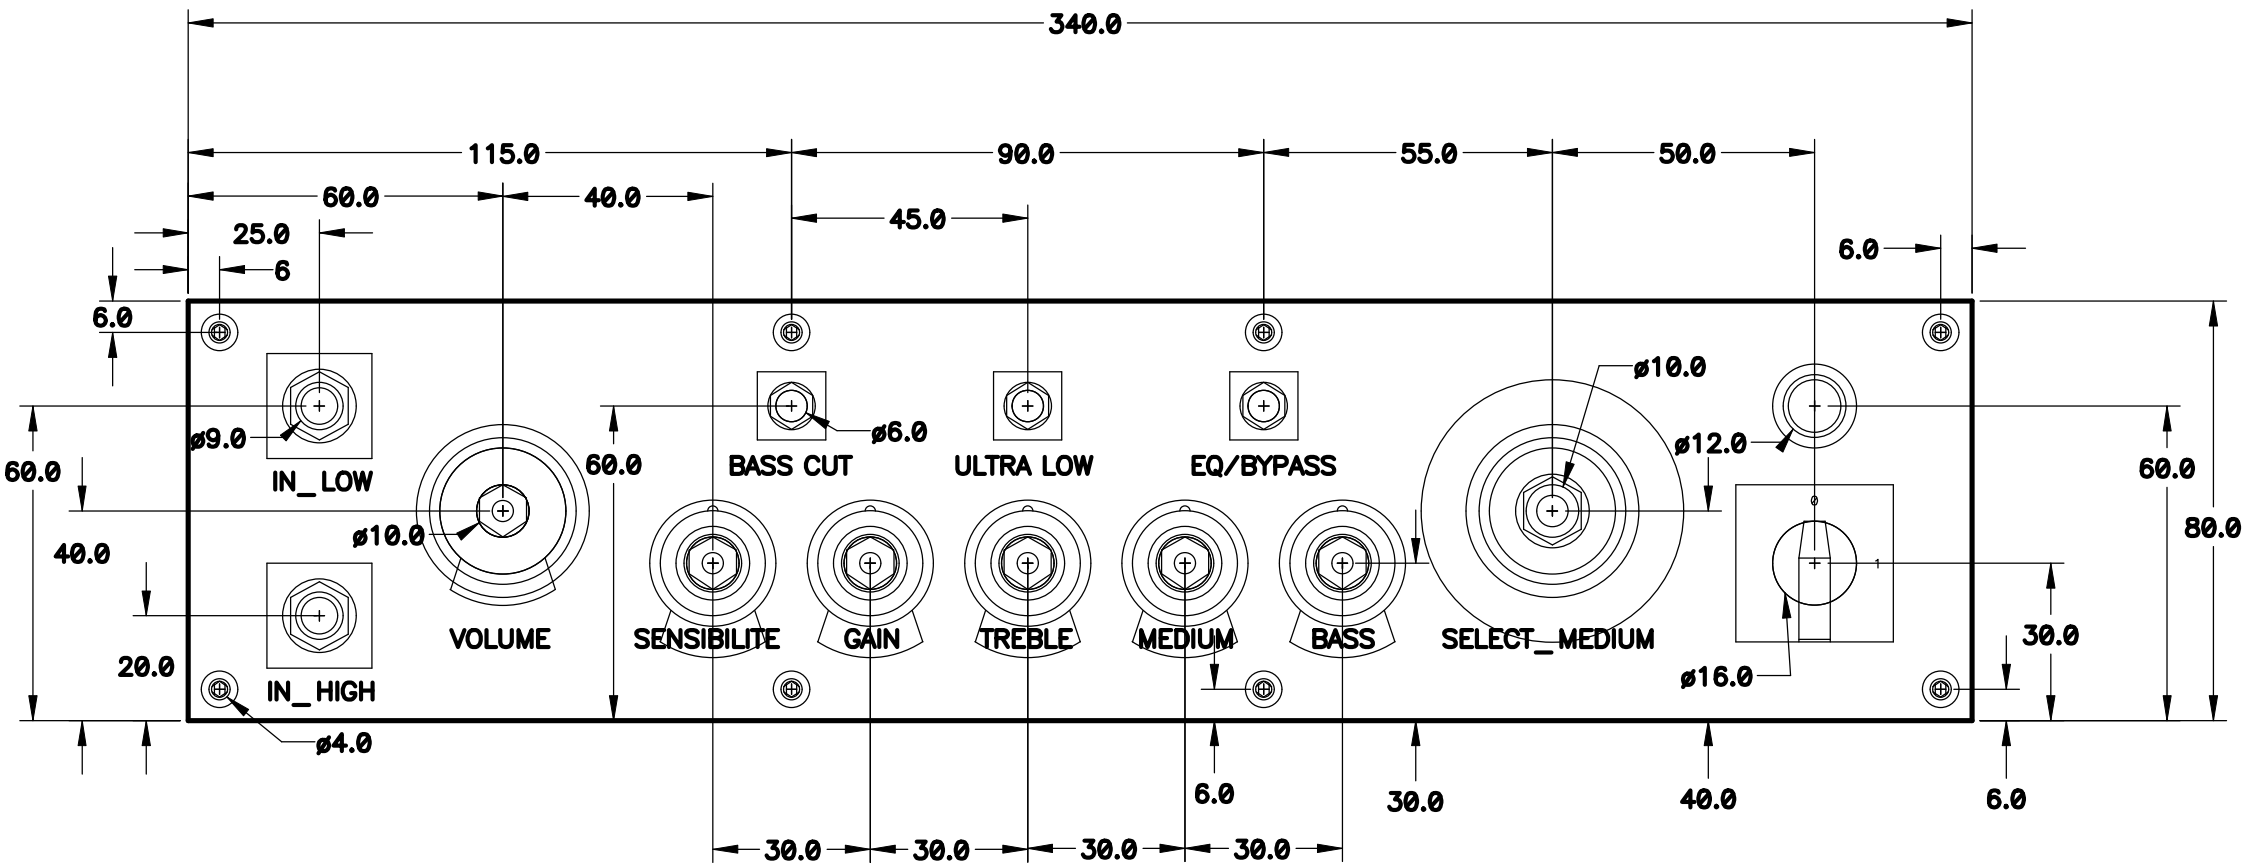 340.0
115.0
90.0
55.0
50.0
60.0
40.0
45.0
25.0
6.0
6
6.0
ø10.0
ø9.0
ø6.0
ø12.0
60.0
BASS CUT
ULTRA LOW
EQ/BYPASS
60.0
60.0
IN_LOW
0
80.0
ø10.0
40.0
1
VOLUME
SENSIBILITE
GAIN
TREBLE
MEDIUM
BASS
SELECT_MEDIUM
30.0
20.0
ø16.0
IN_HIGH
ø4.0
6.0
30.0
40.0
6.0
30.0
30.0
30.0
30.0